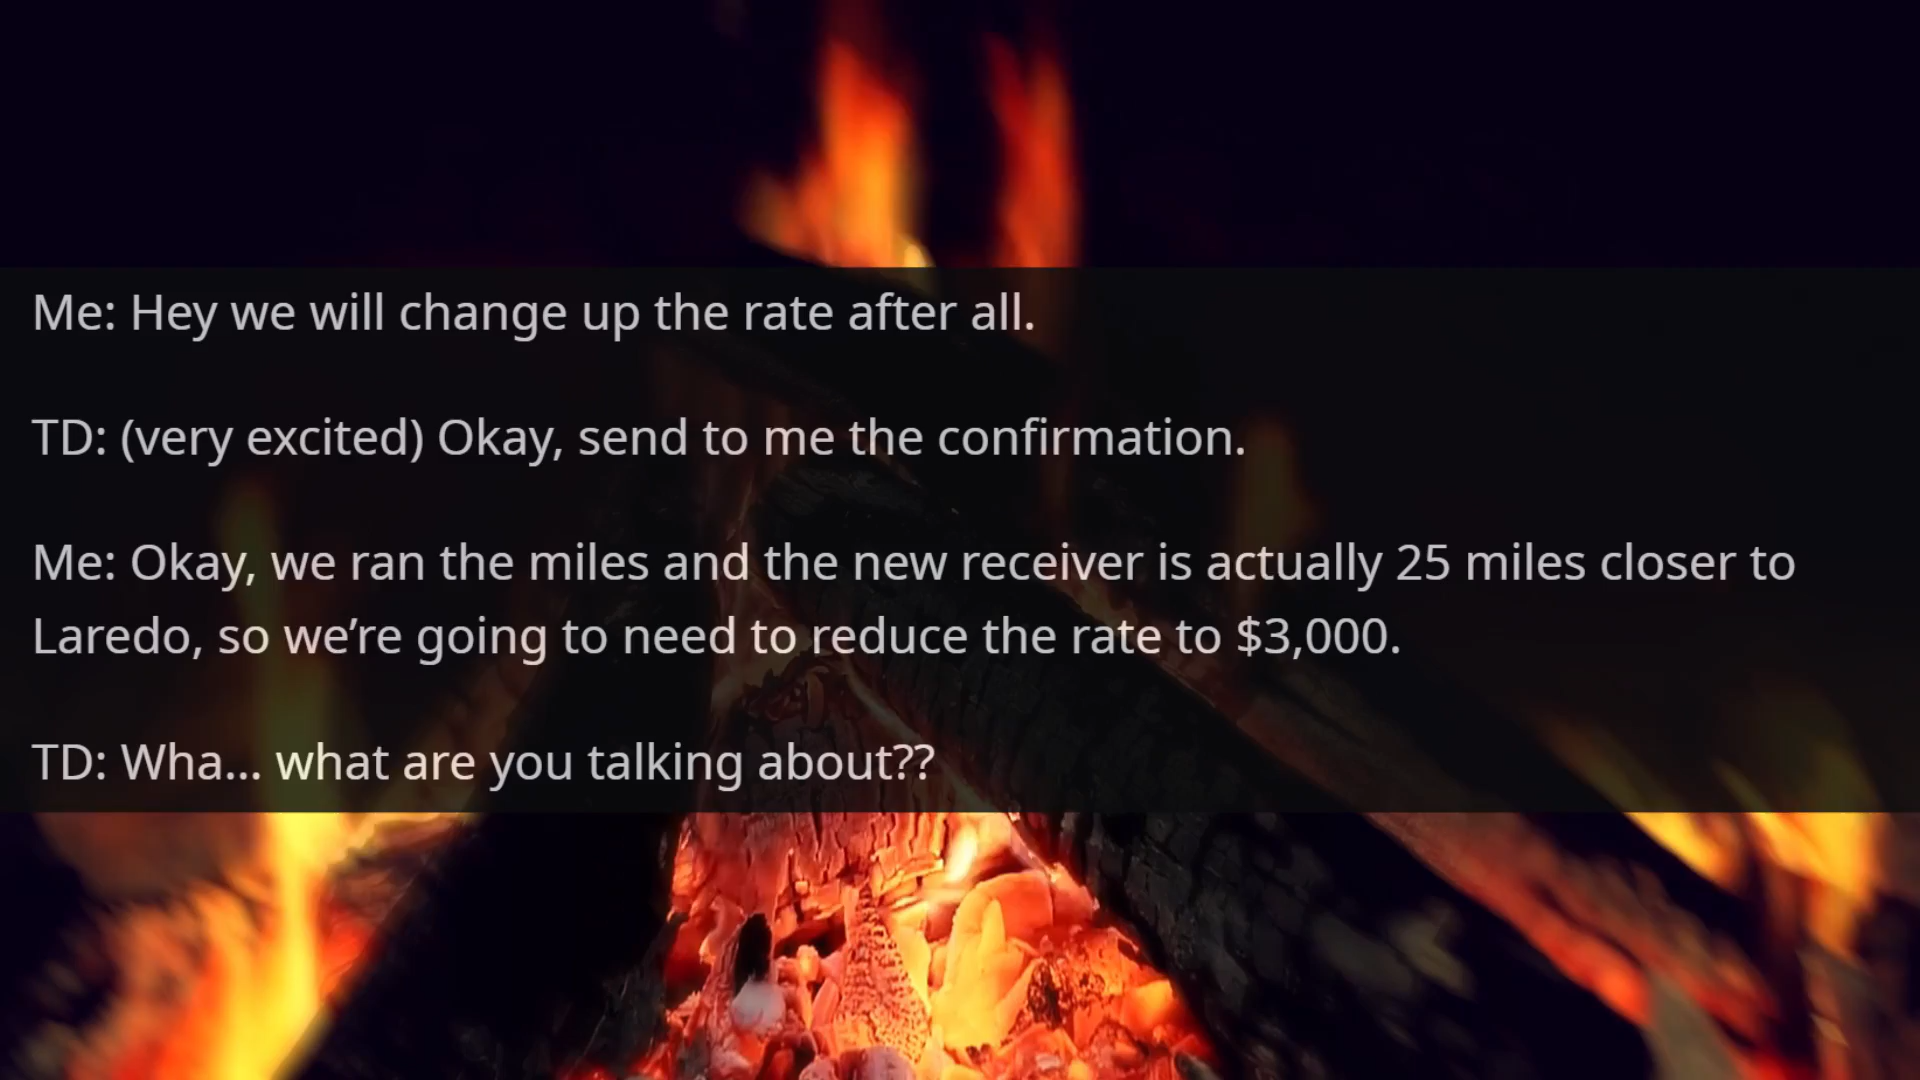 Me: Hey we will change up the rate after all.
TD: (very excited) Okay, send to me the confirmation.
Me: Okay, we ran the miles and the new receiver is actually 25 miles closer to
Laredo, so we’re going to need to reduce the rate to $3,000.
TD: Wha... what are you talking about??